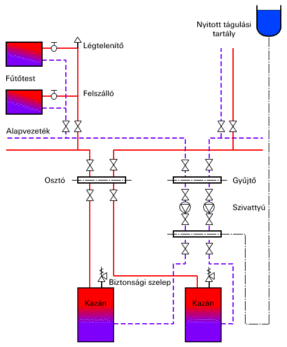 Nyitott tágulási
tartály
Légtelenítő
Fűtőtest
Felszálló
Alapvezeték
Osztó
Gyűjtő
Szivattyú
Biztonsági szelep
Kazán
Kazán